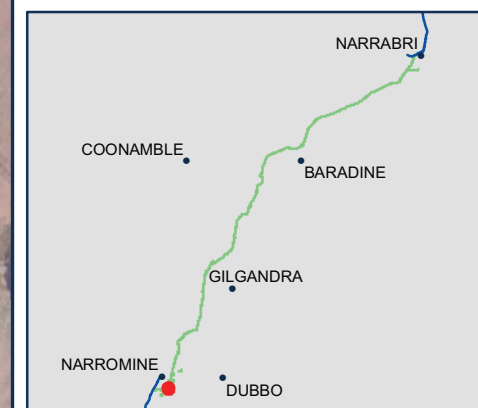 NARRABRI
COONAMBLE
BARADINE
GILGANDRA
NARROMINE
DUBBO